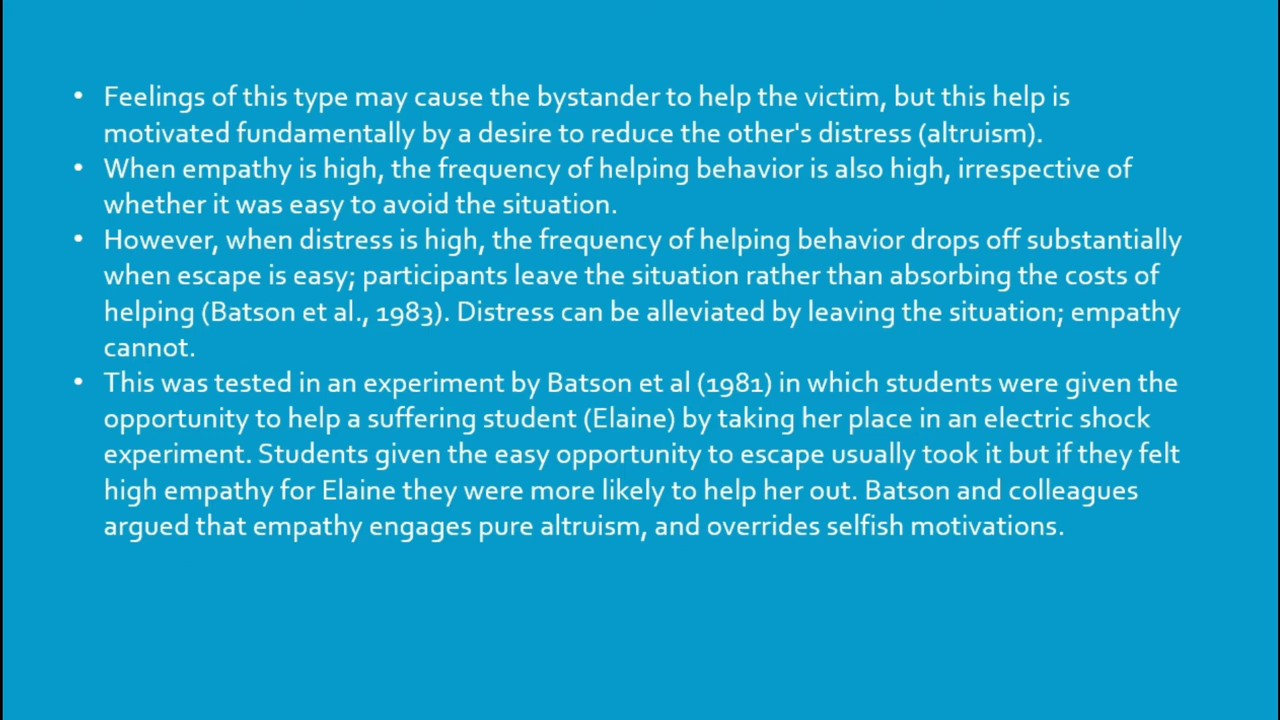 • Feelings of this type may cause the bystander to help the victim, but this help is
motivated fundamentally by a desire to reduce the other's distress (altruism).
• When empathy is high, the frequency of helping behavior is also high, irrespective of
whether it was easy to avoid the situation.
• However, when distress is high, the frequency of helping behavior drops off substantially
when escape is easy; participants leave the situation rather than absorbing the costs of
helping (Batson et al., 1983). Distress can be alleviated by leaving the situation; empathy
cannot.
• This was tested in an experiment by Batson et al (1981) in which students were given the
opportunity to help a suffering student (Elaine) by taking her place in an electric shock
experiment. Students given the easy opportunity to escape usually took it but if they felt
high empathy for Elaine they were more likely to help her out. Batson and colleagues
argued that empathy engages pure altruism, and overrides selfish motivations.